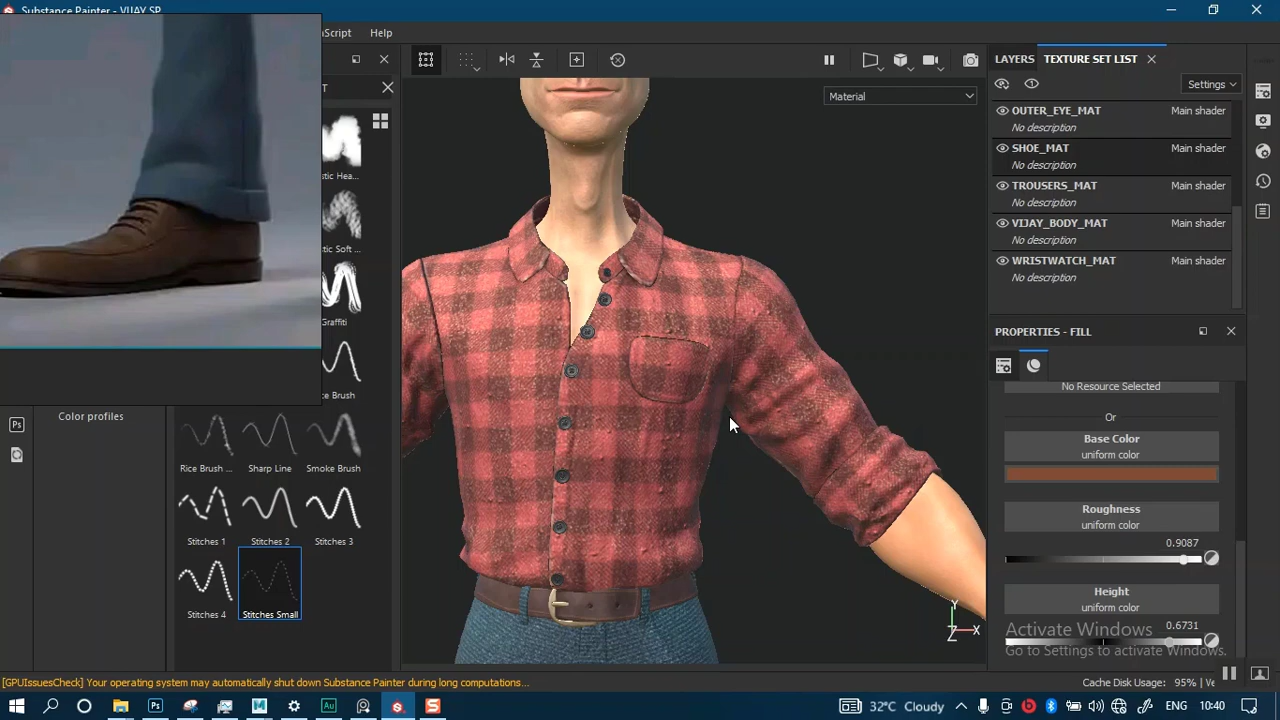 Substance Painter - VIJAY SP
Script
Help
LAYERS
TEXTURE SET LIST
Settings
Material
OUTER_EYE_MAT
Main shader
No description
SHOE_MAT
Main shader
No description
TROUSERS_MAT
Main shader
No description
VIJAY_BODY_MAT
Main shader
No description
WRISTWATCH_MAT
Main shader
No description
PROPERTIES - FILL
No Resource Selected
Or
Base Color
uniform color
Roughness
uniform color
0.9087
Height
uniform color
0.6731
Activate Windows
Go to Settings to activate Windows.
Color profiles
Graffiti
Rice Brush ...
Sharp Line
Smoke Brush
Stitches 1
Stitches 2
Stitches 3
Stitches 4
Stitches Small
Y
Z
X
[GPUIssuesCheck] Your operating system may automatically shut down Substance Painter during long computations...
Cache Disk Usage: 95% | Ve
Ps
Ps
Au
S
32°C Cloudy
ENG
10:40